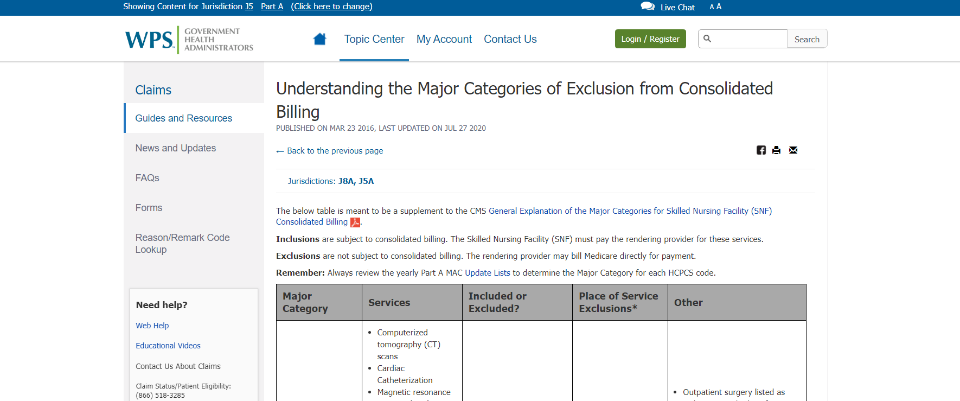 Showing Content for Jurisdiction J5 Part A (Click here to change)
Live Chat
A A
WPS. GOVERNMENT HEALTH ADMINISTRATORS
Topic Center
My Account
Contact Us
Login / Register
Search
Claims
Guides and Resources
News and Updates
FAQs
Forms
Reason/Remark Code
Lookup
Need help?
Web Help
Educational Videos
Contact Us About Claims
Claim Status/Patient Eligibility:
(866) 518-3285
Understanding the Major Categories of Exclusion from Consolidated
Billing
PUBLISHED ON MAR 23 2016, LAST UPDATED ON JUL 27 2020
← Back to the previous page
Jurisdictions: J8A, J5A
The below table is meant to be a supplement to the CMS General Explanation of the Major Categories for Skilled Nursing Facility (SNF)
Consolidated Billing .
Inclusions are subject to consolidated billing. The Skilled Nursing Facility (SNF) must pay the rendering provider for these services.
Exclusions are not subject to consolidated billing. The rendering provider may bill Medicare directly for payment.
Remember: Always review the yearly Part A MAC Update Lists to determine the Major Category for each HCPCS code.
Major Category
Services
Included or Excluded?
Place of Service Exclusions*
Other
• Computerized
tomography (CT)
scans
• Cardiac
Catheterization
• Magnetic resonance
• Outpatient surgery listed as